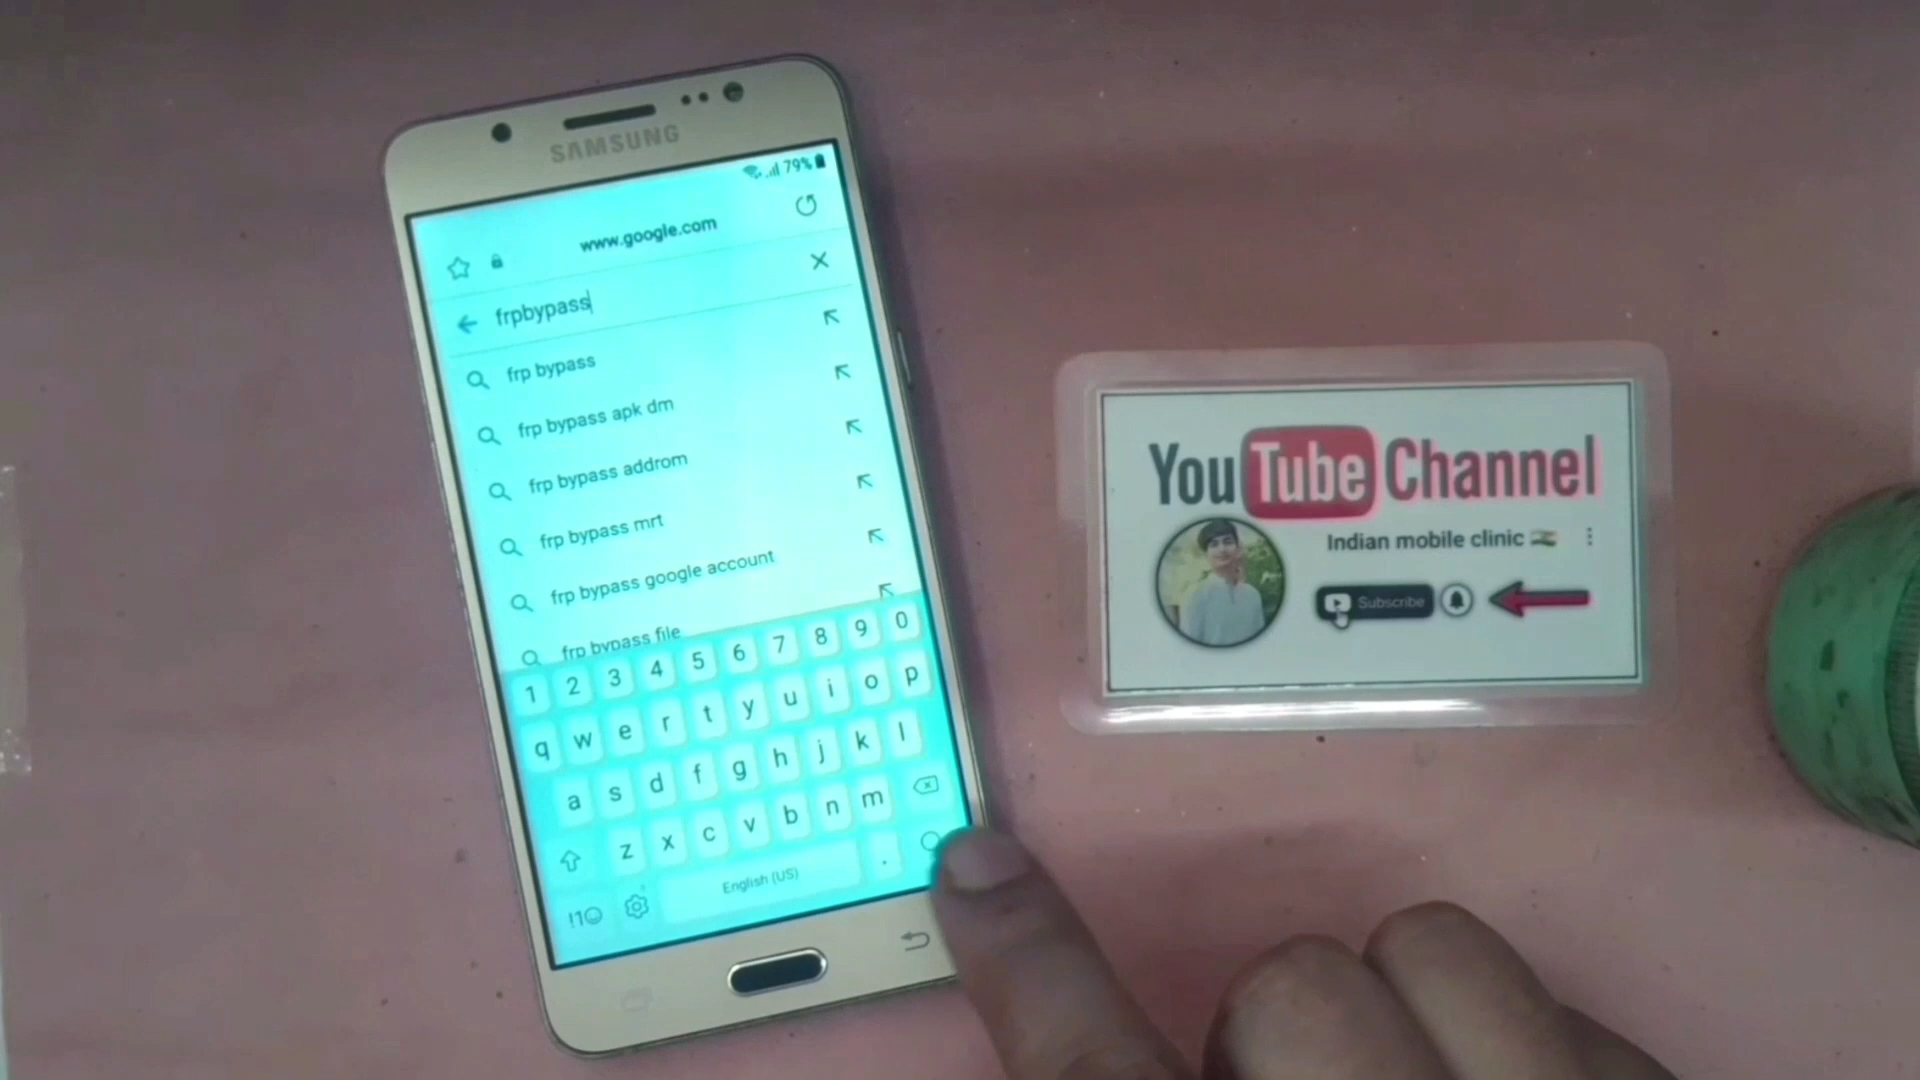 SAMSUNG
79%
www.google.com
frpbypass
frp bypass
frp bypass apk dm
frp bypass addrom
frp bypass mrt
frp bypass google account
frp bypass file
1 2 3 4 5 6 7 8 9 0
q w e r t y u i o p
a s d f g h j k l
z x c v b n m
!1☺ English (US) .
YouTube Channel
Indian mobile clinic 🇮🇳
Subscribe